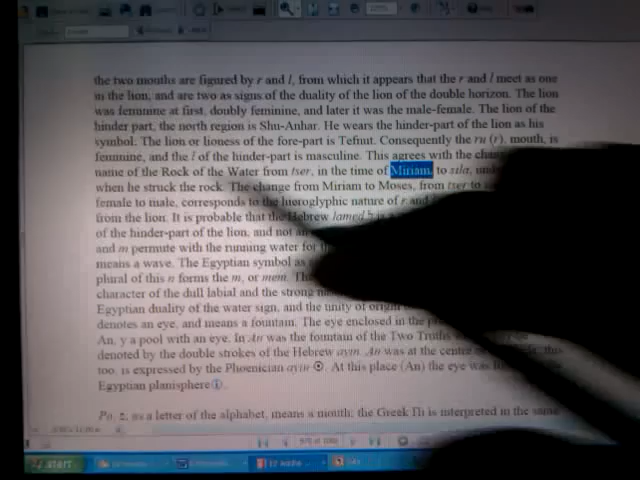 the two mouths are figured by r and l, from which it appears that the r and l meet as one
in the lion, and are two as signs of the duality of the lion of the double horizon. The lion
was feminine at first, doubly feminine, and later it was the male-female. The lion of the
hinder part, the north region is Shu-Anhar. He wears the hinder-part of the lion as his
symbol. The lion or lioness of the fore-part is Tefnut. Consequently the ru (r), mouth, is
feminine, and the l of the hinder-part is masculine. This agrees with the
name of the Rock of the Water from tser, in the time of Miriam, to sila,
when he struck the rock. The change from Miriam to Moses, from tser to
female to male, corresponds to the hieroglyphic nature of r and
from the lion. It is probable that the Hebrew lamed ל is
of the hinder-part of the lion, and not an
and m permute with the running water for
means a wave. The Egyptian symbol
plural of this n forms the m, or mem.
character of the dull labial and the strong
Egyptian duality of the water sign, and the unity of origin
denotes an eye, and means a fountain. The eye enclosed in the
An, y a pool with an eye. In An was the fountain of the Two Truths
denoted by the double strokes of the Hebrew ayin. An was at the centre
too, is expressed by the Phoenician ayin ☉. At this place (An) the eye was
Egyptian planisphere
Pa, as a letter of the alphabet, means a mouth; the Greek Π is interpreted in the same
start